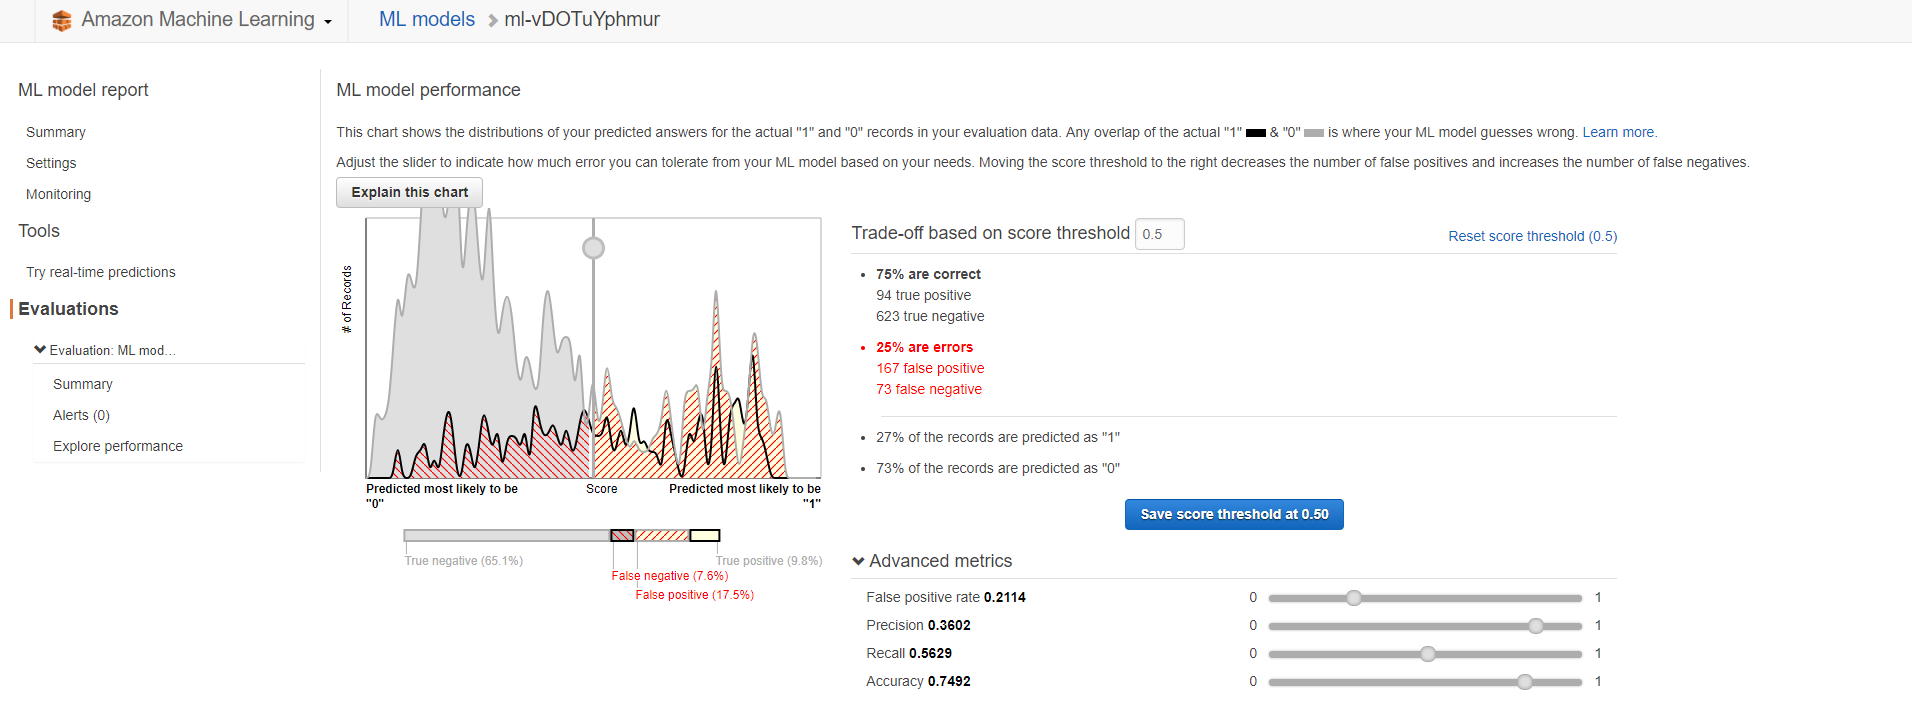 Amazon Machine Learning
ML models
ml-vDOTuYphmur
ML model report
Summary
Settings
Monitoring
Tools
Try real-time predictions
Evaluations
Evaluation: ML mod...
Summary
Alerts (0)
Explore performance
ML model performance
This chart shows the distributions of your predicted answers for the actual "1" and "0" records in your evaluation data. Any overlap of the actual "1" & "0" is where your ML model guesses wrong. Learn more.
Adjust the slider to indicate how much error you can tolerate from your ML model based on your needs. Moving the score threshold to the right decreases the number of false positives and increases the number of false negatives.
Explain this chart
# of Records
Predicted most likely to be
"0"
Score
Predicted most likely to be
"1"
True negative (65.1%)
True positive (9.8%)
False negative (7.6%)
False positive (17.5%)
Trade-off based on score threshold 0.5
Reset score threshold (0.5)
75% are correct
94 true positive
623 true negative
25% are errors
167 false positive
73 false negative
27% of the records are predicted as "1"
73% of the records are predicted as "0"
Save score threshold at 0.50
Advanced metrics
False positive rate 0.2114 0 1
Precision 0.3602 0 1
Recall 0.5629 0 1
Accuracy 0.7492 0 1